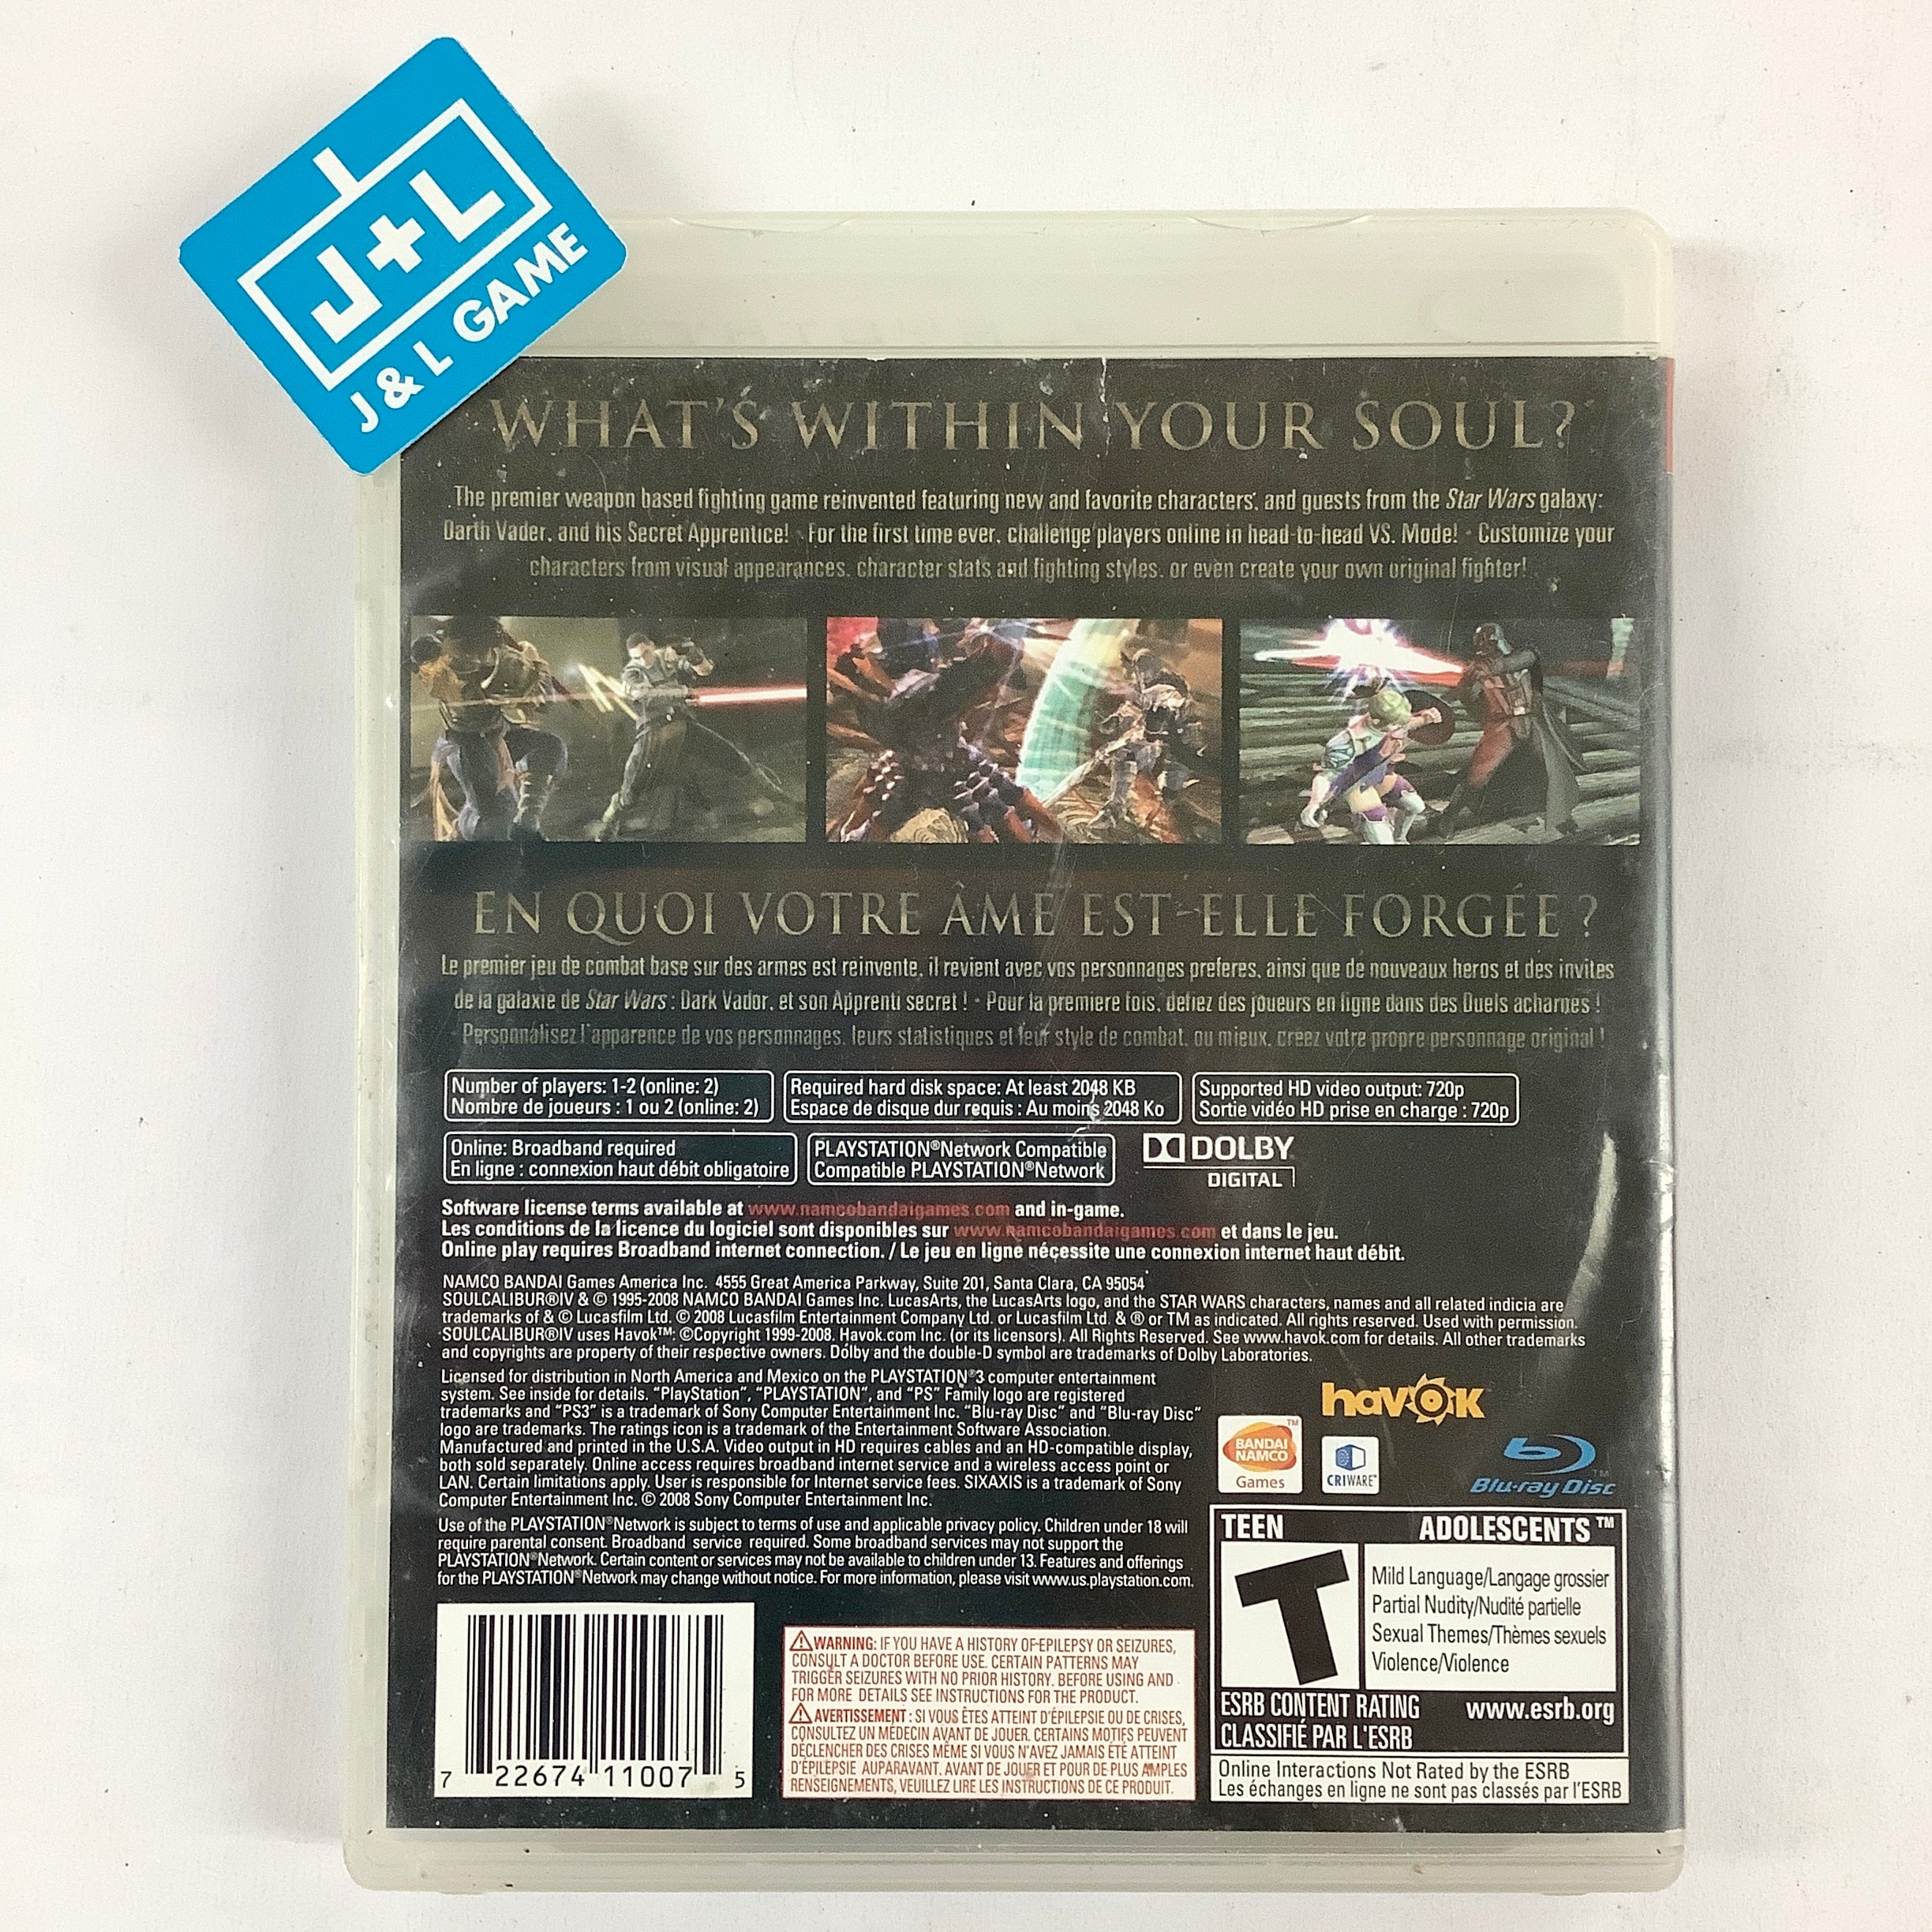 J+L
J & L GAME
WHAT'S WITHIN YOUR SOUL?
The premier weapon based fighting game reinvented featuring new and favorite characters, and guests from the Star Wars galaxy:
Darth Vader, and his Secret Apprentice! · For the first time ever, challenge players online in head-to-head VS. Mode! · Customize your
characters from visual appearances, character stats and fighting styles, or even create your own original fighter!
EN QUOI VOTRE ÂME EST-ELLE FORGÉE ?
Le premier jeu de combat base sur des armes est reinvente, il revient avec vos personnages preferes, ainsi que de nouveaux heros et des invites
de la galaxie de Star Wars : Dark Vador, et son Apprenti secret ! · Pour la premiere fois, defiez des joueurs en ligne dans des Duels acharnes !
Personnalisez l'apparence de vos personnages, leurs statistiques et leur style de combat, ou mieux, creez votre propre personnage original !
Number of players: 1-2 (online: 2)
Nombre de joueurs : 1 ou 2 (online: 2)
Required hard disk space: At least 2048 KB
Espace de disque dur requis : Au moins 2048 Ko
Supported HD video output: 720p
Sortie vidéo HD prise en charge : 720p
Online: Broadband required
En ligne : connexion haut débit obligatoire
PLAYSTATION®Network Compatible
Compatible PLAYSTATION®Network
DOLBY
DIGITAL
Software license terms available at www.namcobandaigames.com and in-game.
Les conditions de la licence du logiciel sont disponibles sur www.namcobandaigames.com et dans le jeu.
Online play requires Broadband internet connection. / Le jeu en ligne nécessite une connexion internet haut débit.
NAMCO BANDAI Games America Inc. 4555 Great America Parkway, Suite 201, Santa Clara, CA 95054
SOULCALIBUR®IV & © 1995-2008 NAMCO BANDAI Games Inc. LucasArts, the LucasArts logo, and the STAR WARS characters, names and all related indicia are
trademarks of & © Lucasfilm Ltd. © 2008 Lucasfilm Entertainment Company Ltd. or Lucasfilm Ltd. & ® or TM as indicated. All rights reserved. Used with permission.
SOULCALIBUR®IV uses Havok™: ©Copyright 1999-2008. Havok.com Inc. (or its licensors). All Rights Reserved. See www.havok.com for details. All other trademarks
and copyrights are property of their respective owners. Dolby and the double-D symbol are trademarks of Dolby Laboratories.
Licensed for distribution in North America and Mexico on the PLAYSTATION®3 computer entertainment
system. See inside for details. "PlayStation", "PLAYSTATION", and "PS" Family logo are registered
trademarks and "PS3" is a trademark of Sony Computer Entertainment Inc. "Blu-ray Disc" and "Blu-ray Disc"
logo are trademarks. The ratings icon is a trademark of the Entertainment Software Association.
Manufactured and printed in the U.S.A. Video output in HD requires cables and an HD-compatible display,
both sold separately. Online access requires broadband internet service and a wireless access point or
LAN. Certain limitations apply. User is responsible for Internet service fees. SIXAXIS is a trademark of Sony
Computer Entertainment Inc. © 2008 Sony Computer Entertainment Inc.
Use of the PLAYSTATION®Network is subject to terms of use and applicable privacy policy. Children under 18 will
require parental consent. Broadband service required. Some broadband services may not support the
PLAYSTATION®Network. Certain content or services may not be available to children under 13. Features and offerings
for the PLAYSTATION®Network may change without notice. For more information, please visit www.us.playstation.com.
havok
BANDAI
NAMCO
Games
™
CRIWARE™
Blu-ray Disc™
TEEN ADOLESCENTS ™
T
Mild Language/Langage grossier
Partial Nudity/Nudité partielle
Sexual Themes/Thèmes sexuels
Violence/Violence
ESRB CONTENT RATING www.esrb.org
CLASSIFIÉ PAR L'ESRB
Online Interactions Not Rated by the ESRB
Les échanges en ligne ne sont pas classés par l'ESRB
7 22674 11007 5
WARNING: IF YOU HAVE A HISTORY OF EPILEPSY OR SEIZURES,
CONSULT A DOCTOR BEFORE USE. CERTAIN PATTERNS MAY
TRIGGER SEIZURES WITH NO PRIOR HISTORY. BEFORE USING AND
FOR MORE DETAILS SEE INSTRUCTIONS FOR THE PRODUCT.
AVERTISSEMENT : SI VOUS ÊTES ATTEINT D'ÉPILEPSIE OU DE CRISES,
CONSULTEZ UN MÉDECIN AVANT DE JOUER. CERTAINS MOTIFS PEUVENT
DÉCLENCHER DES CRISES MÊME SI VOUS N'AVEZ JAMAIS ÉTÉ ATTEINT
D'ÉPILEPSIE AUPARAVANT. AVANT DE JOUER ET POUR DE PLUS AMPLES
RENSEIGNEMENTS, VEUILLEZ LIRE LES INSTRUCTIONS DE CE PRODUIT.